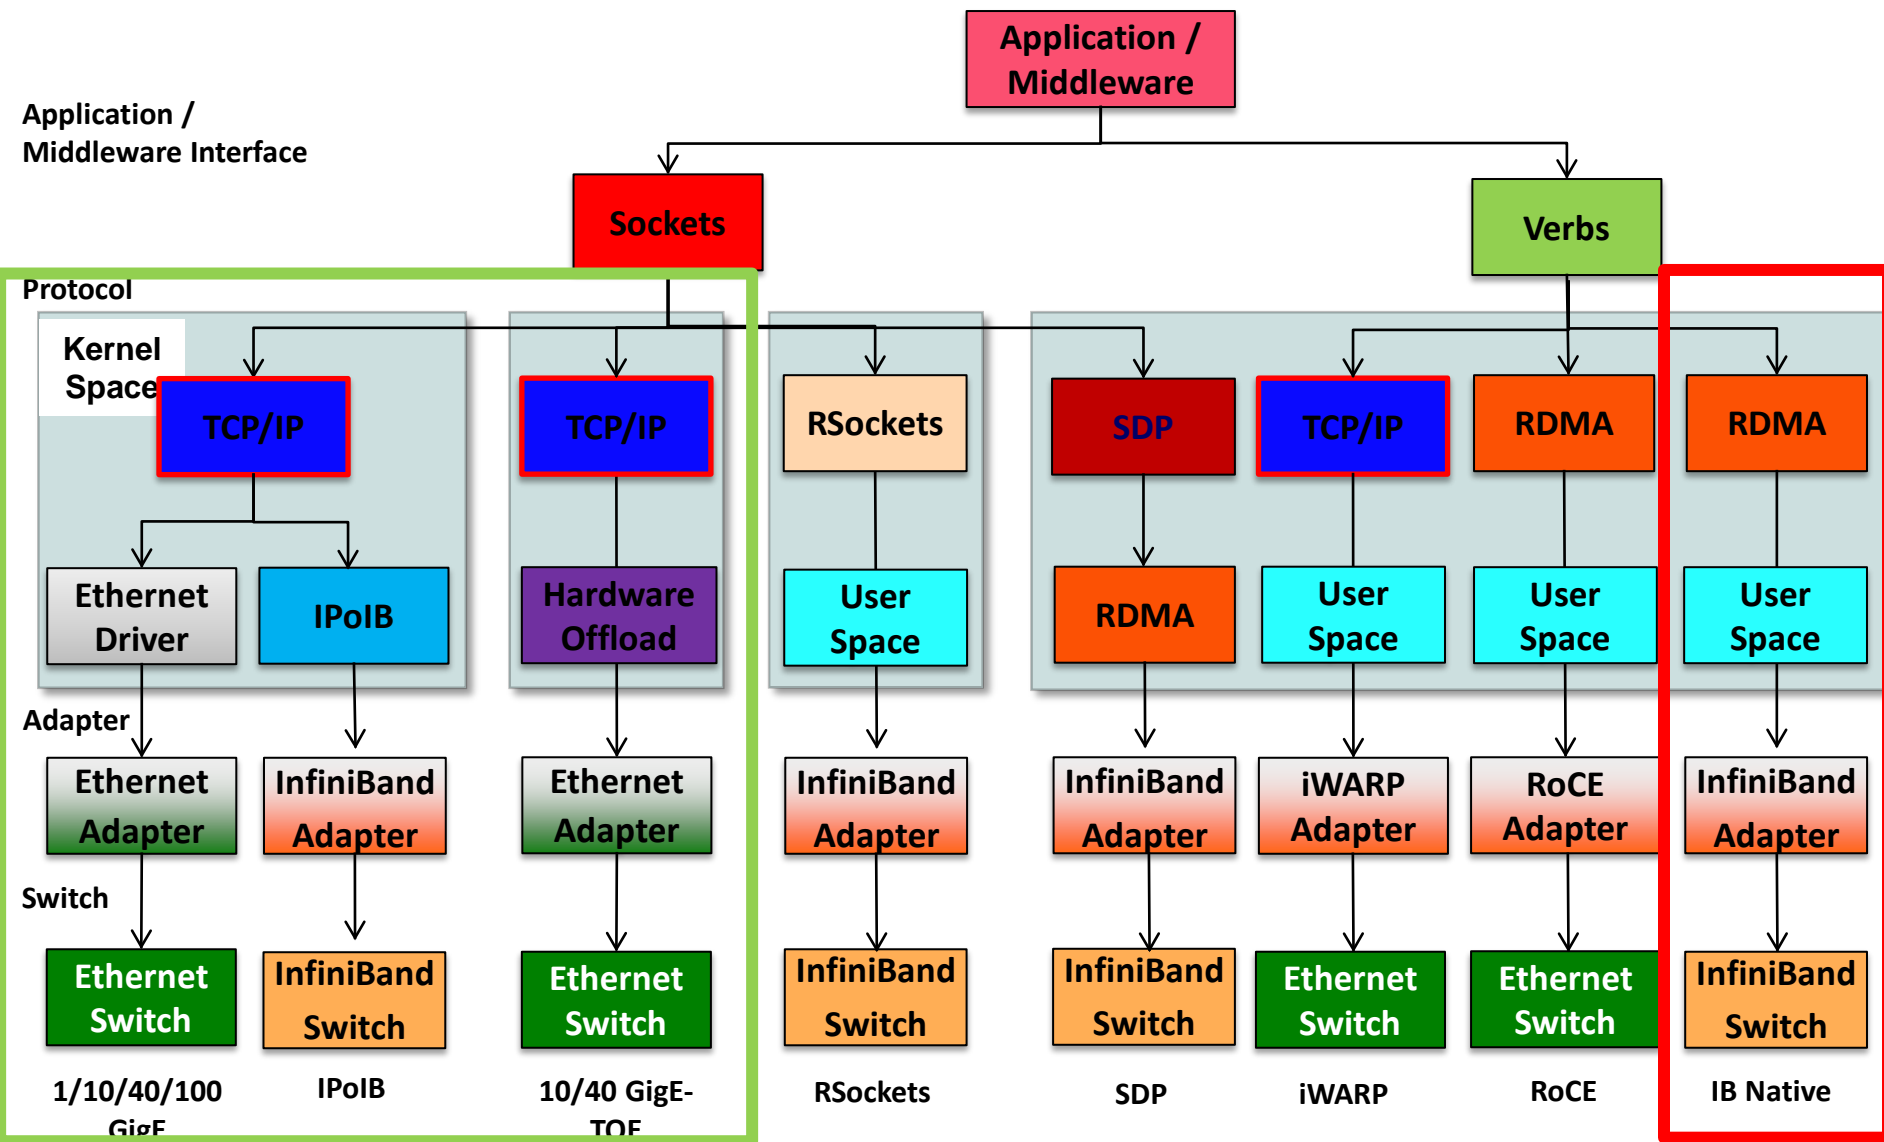 Application /
Middleware
Application /
Middleware Interface
Sockets
Verbs
Protocol
Kernel
Space
TCP/IP
TCP/IP
RSockets
SDP
TCP/IP
RDMA
RDMA
Ethernet
Driver
IPoIB
Hardware
Offload
User
Space
RDMA
User
Space
User
Space
User
Space
Adapter
Ethernet
Adapter
InfiniBand
Adapter
Ethernet
Adapter
InfiniBand
Adapter
InfiniBand
Adapter
iWARP
Adapter
RoCE
Adapter
InfiniBand
Adapter
Switch
Ethernet
Switch
InfiniBand
Switch
Ethernet
Switch
InfiniBand
Switch
InfiniBand
Switch
Ethernet
Switch
Ethernet
Switch
InfiniBand
Switch
1/10/40/100
GigE
IPoIB
10/40 GigE-
TOE
RSockets
SDP
iWARP
RoCE
IB Native